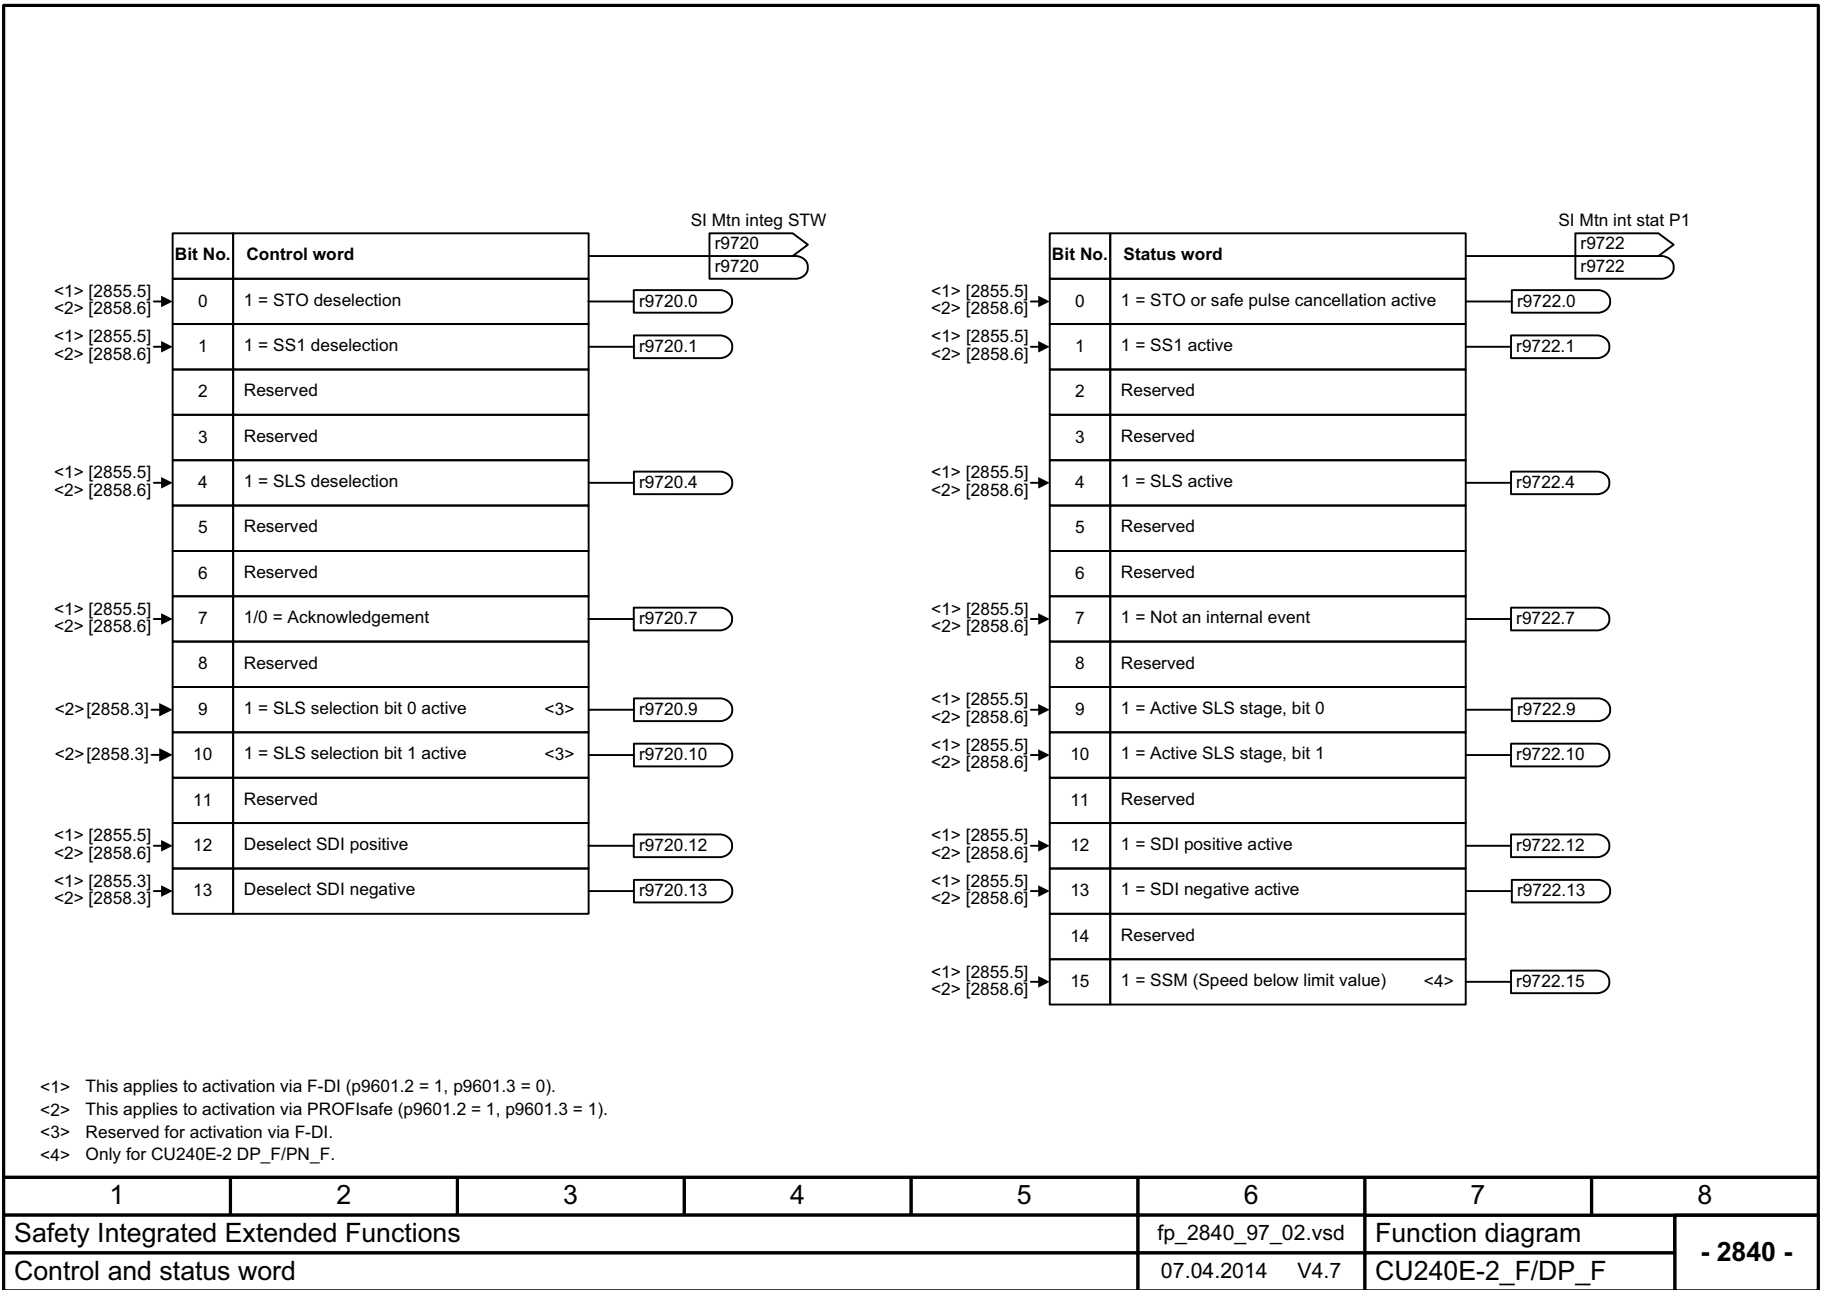 SI Mtn integ STW
r9720
r9720
Bit No. Control word
<1> [2855.5]
<2> [2858.6]
0 1 = STO deselection r9720.0
<1> [2855.5]
<2> [2858.6]
1 1 = SS1 deselection r9720.1
2 Reserved
3 Reserved
<1> [2855.5]
<2> [2858.6]
4 1 = SLS deselection r9720.4
5 Reserved
6 Reserved
<1> [2855.5]
<2> [2858.6]
7 1/0 = Acknowledgement r9720.7
8 Reserved
<2>[2858.3] 9 1 = SLS selection bit 0 active <3> r9720.9
<2>[2858.3] 10 1 = SLS selection bit 1 active <3> r9720.10
11 Reserved
<1> [2855.5]
<2> [2858.6]
12 Deselect SDI positive r9720.12
<1> [2855.3]
<2> [2858.3]
13 Deselect SDI negative r9720.13
SI Mtn int stat P1
r9722
r9722
Bit No. Status word
<1> [2855.5]
<2> [2858.6]
0 1 = STO or safe pulse cancellation active r9722.0
<1> [2855.5]
<2> [2858.6]
1 1 = SS1 active r9722.1
2 Reserved
3 Reserved
<1> [2855.5]
<2> [2858.6]
4 1 = SLS active r9722.4
5 Reserved
6 Reserved
<1> [2855.5]
<2> [2858.6]
7 1 = Not an internal event r9722.7
8 Reserved
<1> [2855.5]
<2> [2858.6]
9 1 = Active SLS stage, bit 0 r9722.9
<1> [2855.5]
<2> [2858.6]
10 1 = Active SLS stage, bit 1 r9722.10
11 Reserved
<1> [2855.5]
<2> [2858.6]
12 1 = SDI positive active r9722.12
<1> [2855.5]
<2> [2858.6]
13 1 = SDI negative active r9722.13
14 Reserved
<1> [2855.5]
<2> [2858.6]
15 1 = SSM (Speed below limit value) <4> r9722.15
<1> This applies to activation via F-DI (p9601.2 = 1, p9601.3 = 0).
<2> This applies to activation via PROFIsafe (p9601.2 = 1, p9601.3 = 1).
<3> Reserved for activation via F-DI.
<4> Only for CU240E-2 DP_F/PN_F.
1 2 3 4 5 6 7 8
Safety Integrated Extended Functions fp_2840_97_02.vsd Function diagram - 2840 -
Control and status word 07.04.2014 V4.7 CU240E-2_F/DP_F